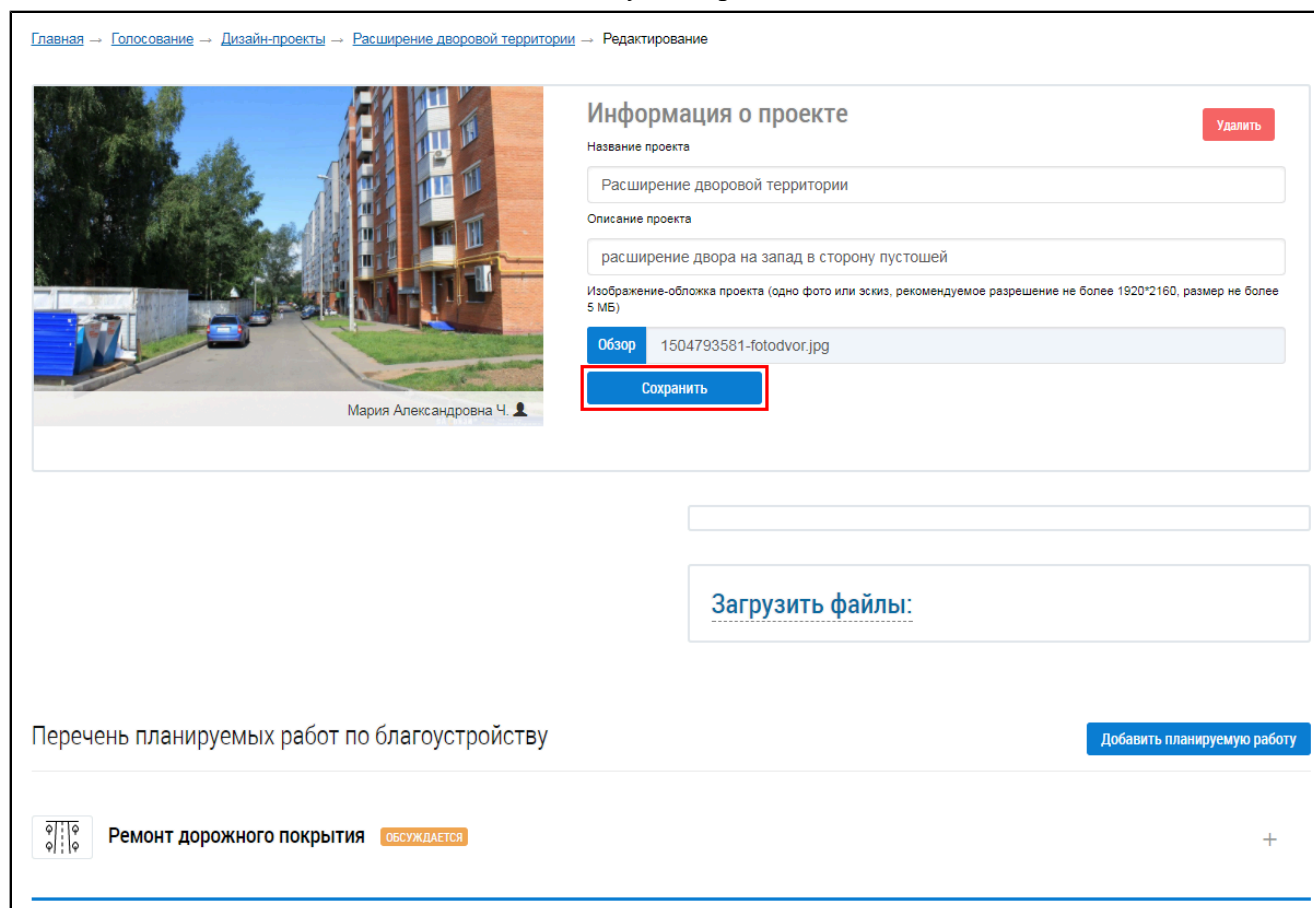 Главная → Голосование → Дизайн-проекты → Расширение дворовой территории → Редактирование
Информация о проекте
Удалить
Название проекта
Расширение дворовой территории
Описание проекта
расширение двора на запад в сторону пустошей
Изображение-обложка проекта (одно фото или эскиз, рекомендуемое разрешение не более 1920*2160, размер не более
5 МБ)
Обзор 1504793581-fotodvor.jpg
Сохранить
Мария Александровна Ч.
Загрузить файлы:
Перечень планируемых работ по благоустройству
Добавить планируемую работу
Ремонт дорожного покрытия ОБСУЖДАЕТСЯ